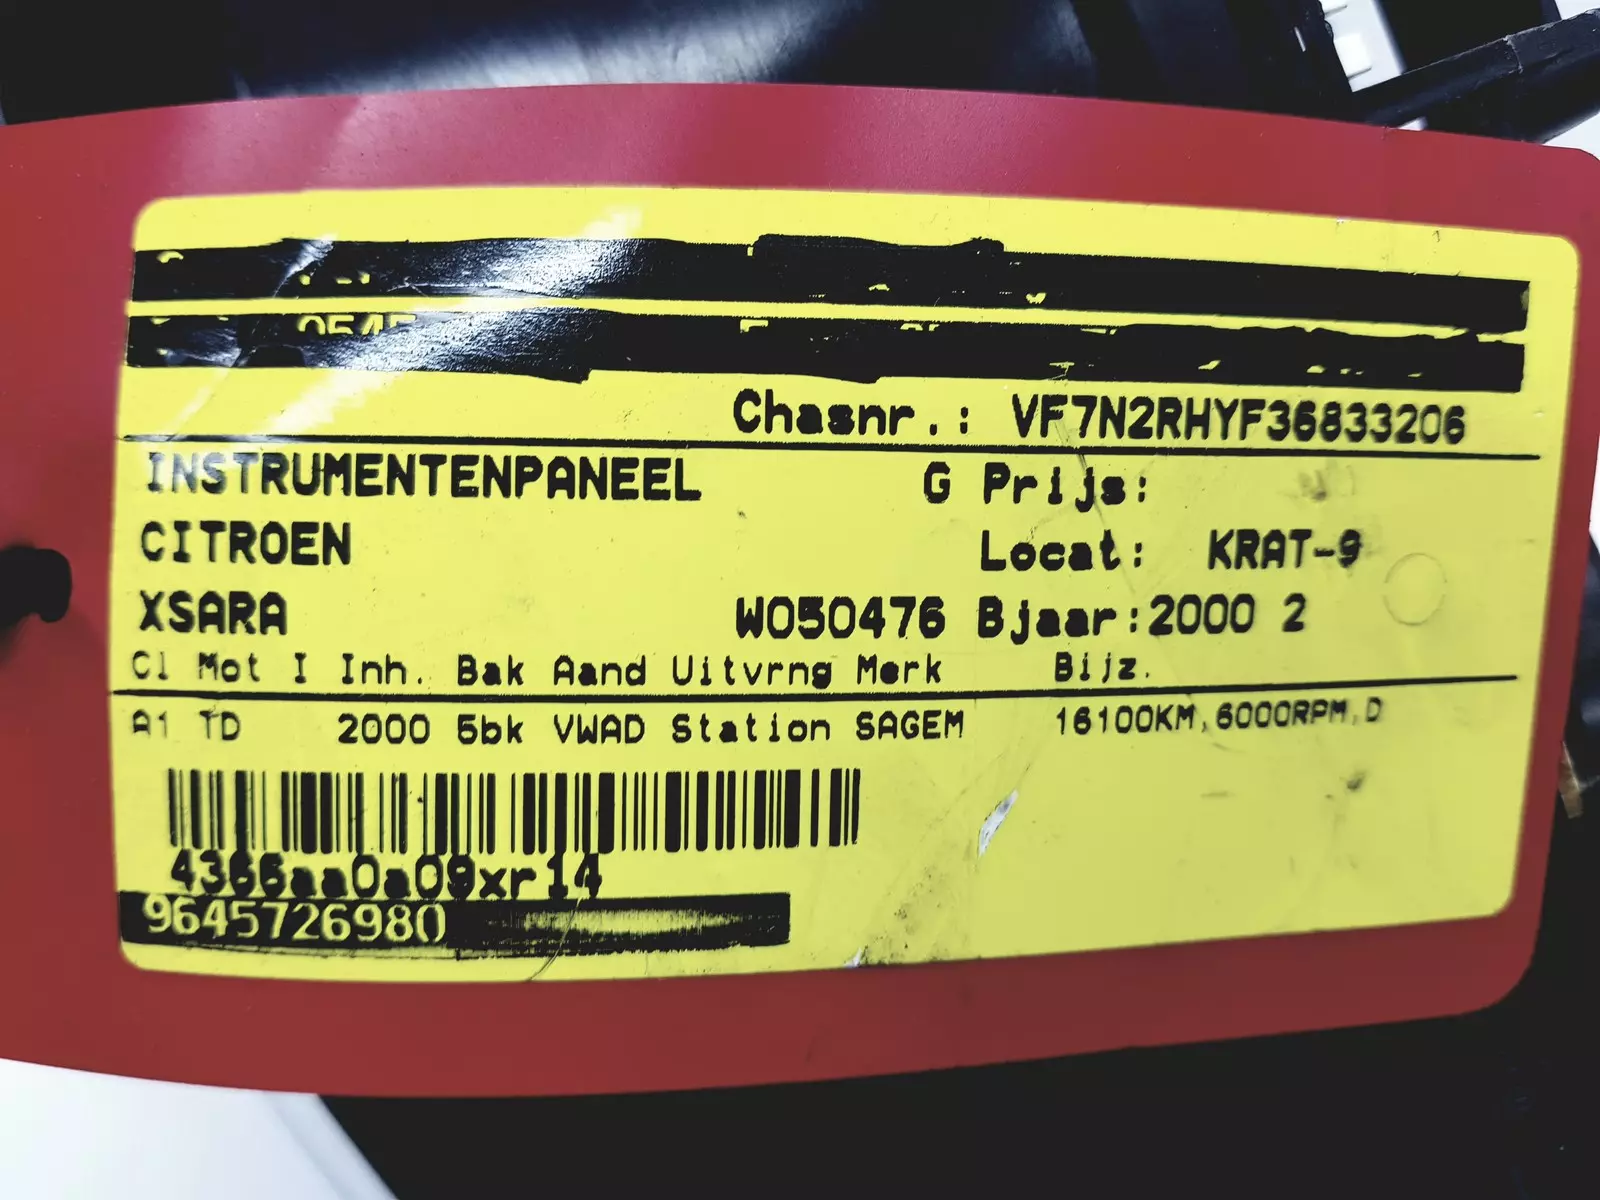 Chasnr.: VF7N2RHYF36833206
INSTRUMENTENPANEEL G Prijs:
CITROEN Locat: KRAT-9
XSARA W050476 Bjaar:2000 2
Cl Mot I Inh. Bak Aand Uitvrng Merk Bijz.
A1 TD 2000 5bk VWAD Station SAGEM 16100KM,6000RPM,D
4366aa0a09xr14
9645726980